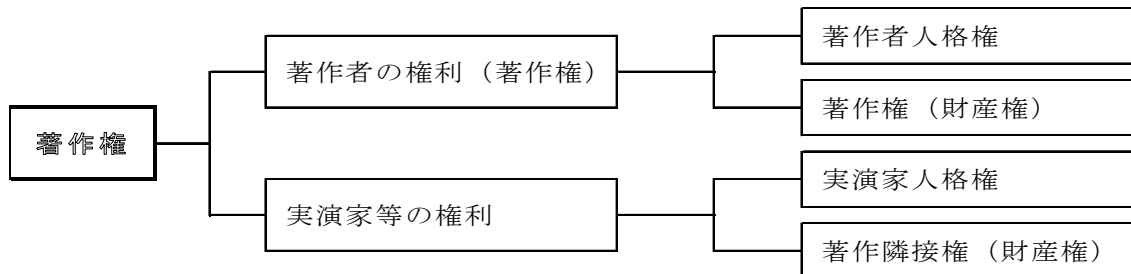 著作権
著作者の権利（著作権）
著作者人格権
著作権（財産権）
実演家等の権利
実演家人格権
著作隣接権（財産権）